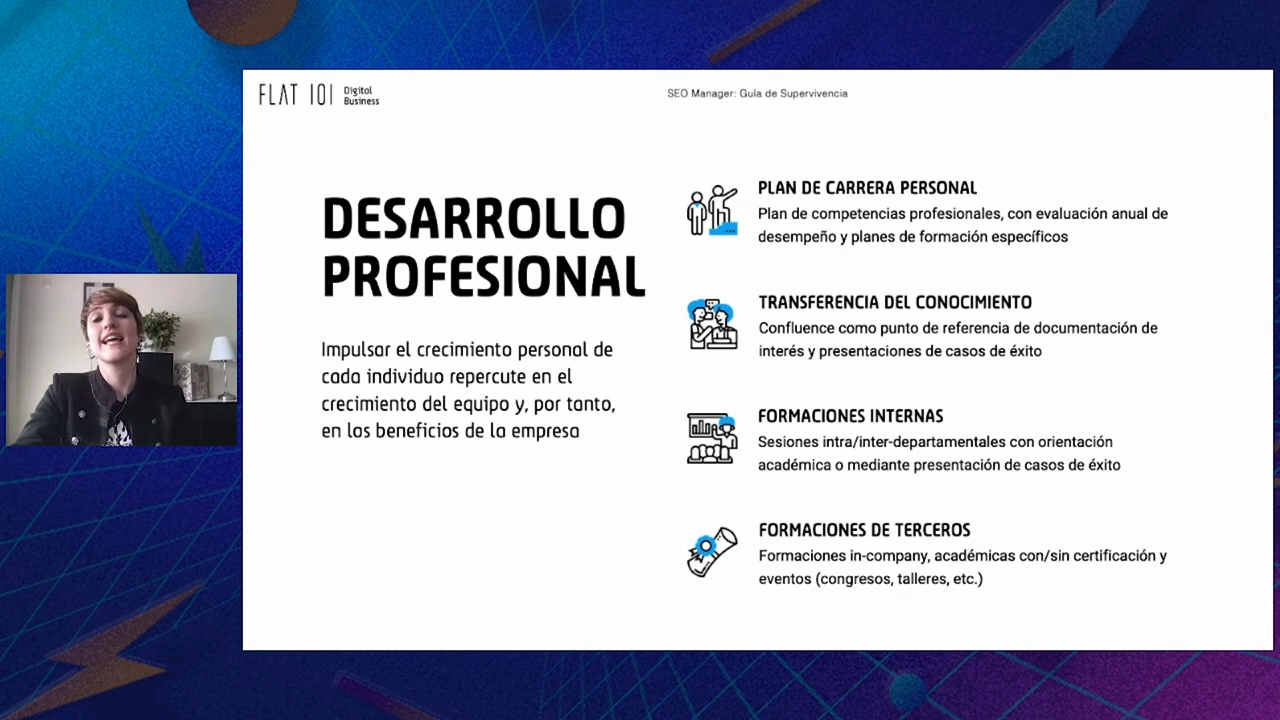 FLAT 101
Digital
Business
SEO Manager: Guía de Supervivencia
DESARROLLO
PROFESIONAL
Impulsar el crecimiento personal de
cada individuo repercute en el
crecimiento del equipo y, por tanto,
en los beneficios de la empresa
PLAN DE CARRERA PERSONAL
Plan de competencias profesionales, con evaluación anual de
desempeño y planes de formación específicos
TRANSFERENCIA DEL CONOCIMIENTO
Confluence como punto de referencia de documentación de
interés y presentaciones de casos de éxito
FORMACIONES INTERNAS
Sesiones intra/inter-departamentales con orientación
académica o mediante presentación de casos de éxito
FORMACIONES DE TERCEROS
Formaciones in-company, académicas con/sin certificación y
eventos (congresos, talleres, etc.)